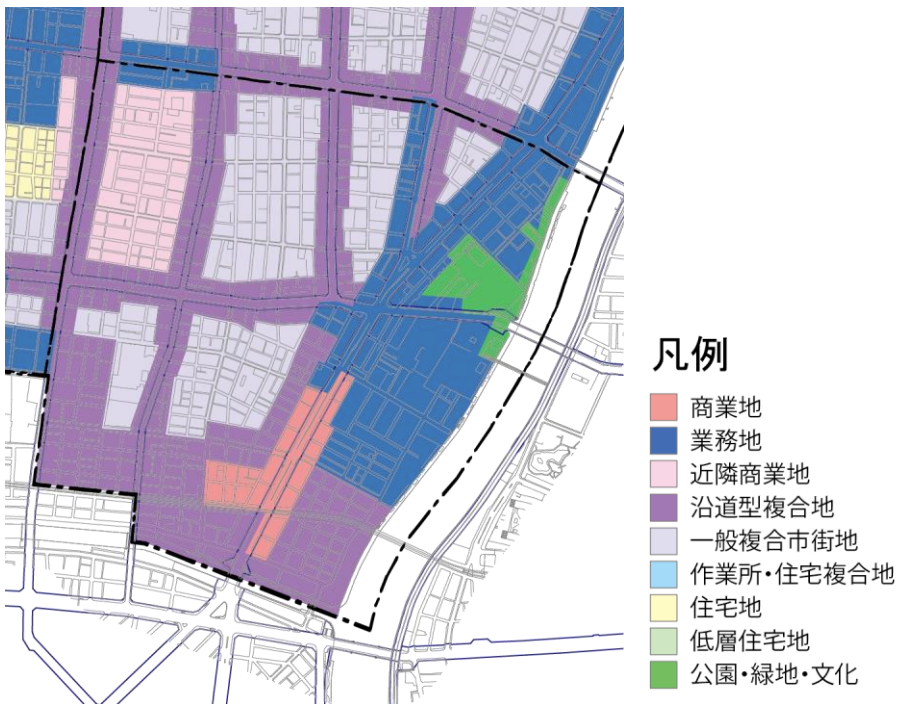 凡例
商業地
業務地
近隣商業地
沿道型複合地
一般複合市街地
作業所・住宅複合地
住宅地
低層住宅地
公園・緑地・文化